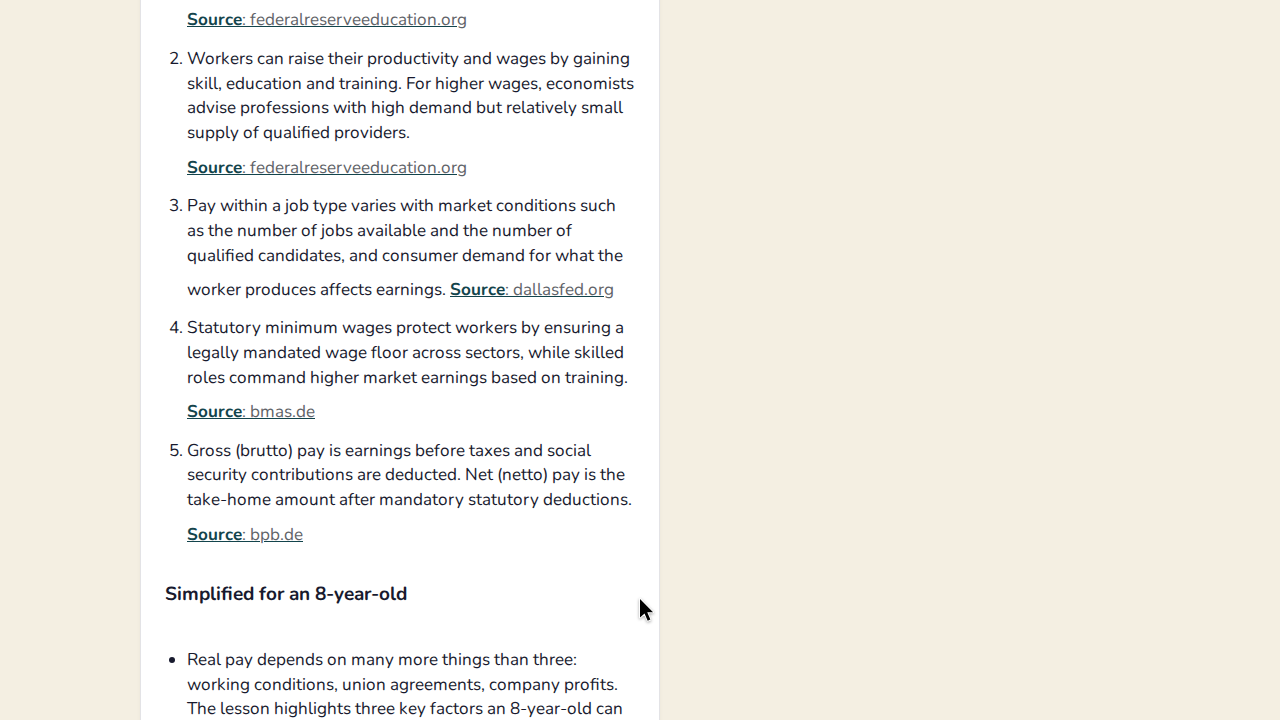 Source: federalreserveeducation.org
2. Workers can raise their productivity and wages by gaining
skill, education and training. For higher wages, economists
advise professions with high demand but relatively small
supply of qualified providers.
Source: federalreserveeducation.org
3. Pay within a job type varies with market conditions such
as the number of jobs available and the number of
qualified candidates, and consumer demand for what the
worker produces affects earnings. Source: dallasfed.org
4. Statutory minimum wages protect workers by ensuring a
legally mandated wage floor across sectors, while skilled
roles command higher market earnings based on training.
Source: bmas.de
5. Gross (brutto) pay is earnings before taxes and social
security contributions are deducted. Net (netto) pay is the
take-home amount after mandatory statutory deductions.
Source: bpb.de
Simplified for an 8-year-old
• Real pay depends on many more things than three:
working conditions, union agreements, company profits.
The lesson highlights three key factors an 8-year-old can